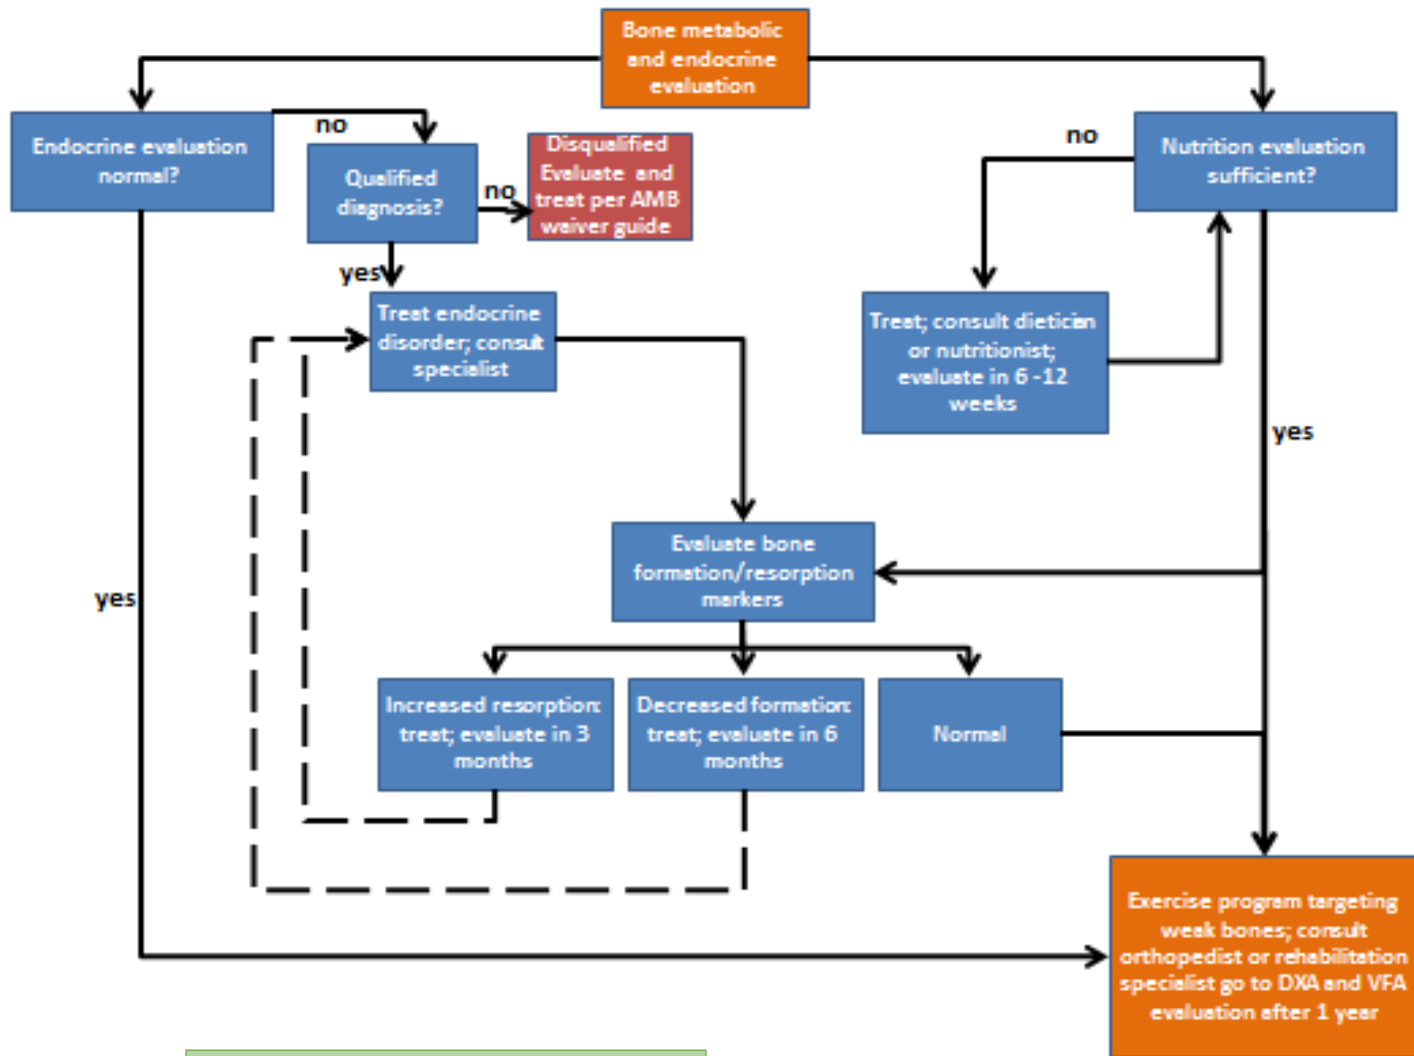 Bone metabolic
and endocrine
evaluation
Endocrine evaluation
normal?
no
Qualified
diagnosis?
no
Disqualified
Evaluate and
treat per AMB
waiver guide
no
Nutrition evaluation
sufficient?
yes
Treat endocrine
disorder; consult
specialist
Treat; consult dietician
or nutritionist;
evaluate in 6 -12
weeks
yes
yes
Evaluate bone
formation/resorption
markers
Increased resorption:
treat; evaluate in 3
months
Decreased formation:
treat; evaluate in 6
months
Normal
Exercise program targeting
weak bones; consult
orthopedist or rehabilitation
specialist go to DXA and VFA
evaluation after 1 year